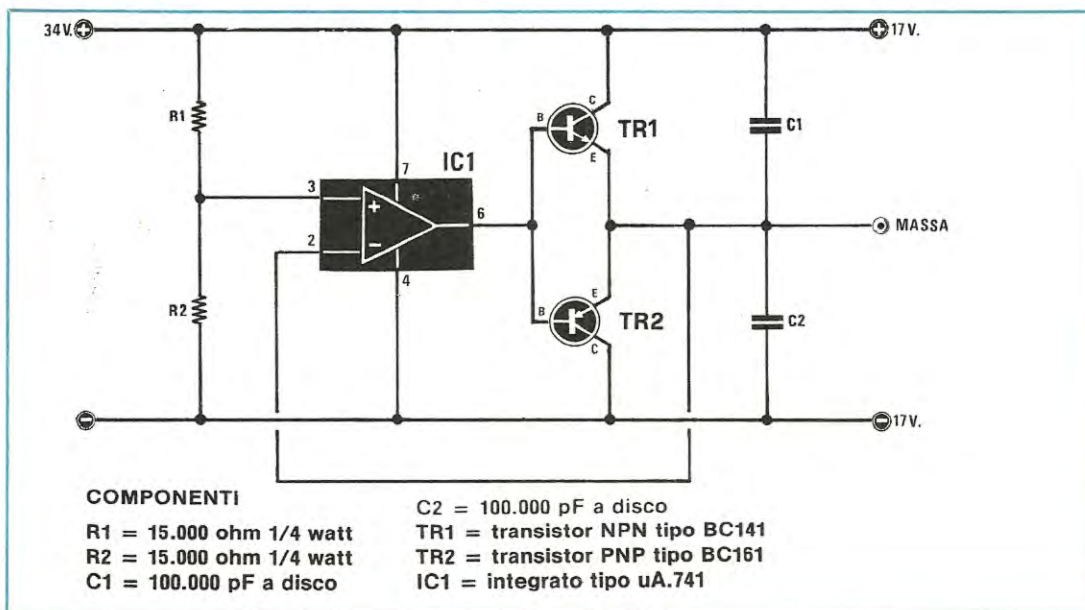 34V.
17V.
R1
C
B
E
TR1
C1
IC1
7
3
+
6
2
−
4
MASSA
R2
E
B
C
TR2
C2
17V.
COMPONENTI
R1 = 15.000 ohm 1/4 watt
R2 = 15.000 ohm 1/4 watt
C1 = 100.000 pF a disco
C2 = 100.000 pF a disco
TR1 = transistor NPN tipo BC141
TR2 = transistor PNP tipo BC161
IC1 = integrato tipo uA.741